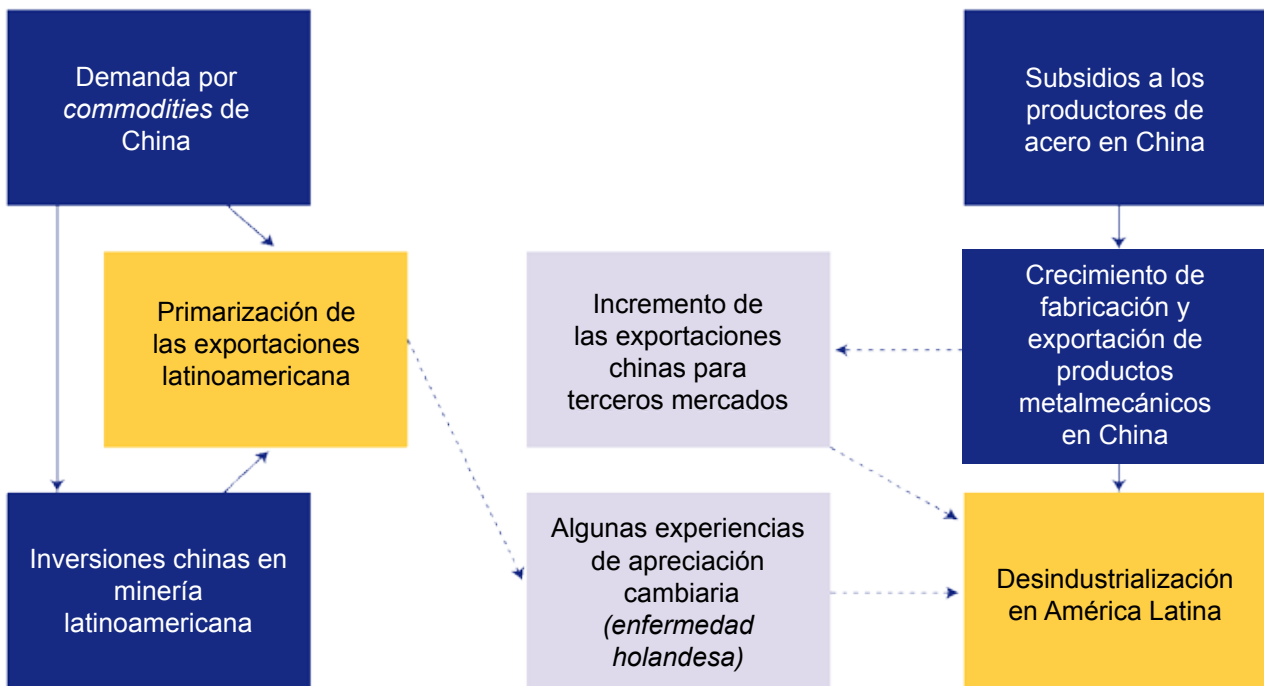 Demanda por
commodities de
China
Subsidios a los
productores de
acero en China
Primarización de
las exportaciones
latinoamericana
Incremento de
las exportaciones
chinas para
terceros mercados
Crecimiento de
fabricación y
exportación de
productos
metalmecánicos
en China
Inversiones chinas en
minería
latinoamericana
Algunas experiencias
de apreciación
cambiaria
(enfermedad
holandesa)
Desindustrialización
en América Latina